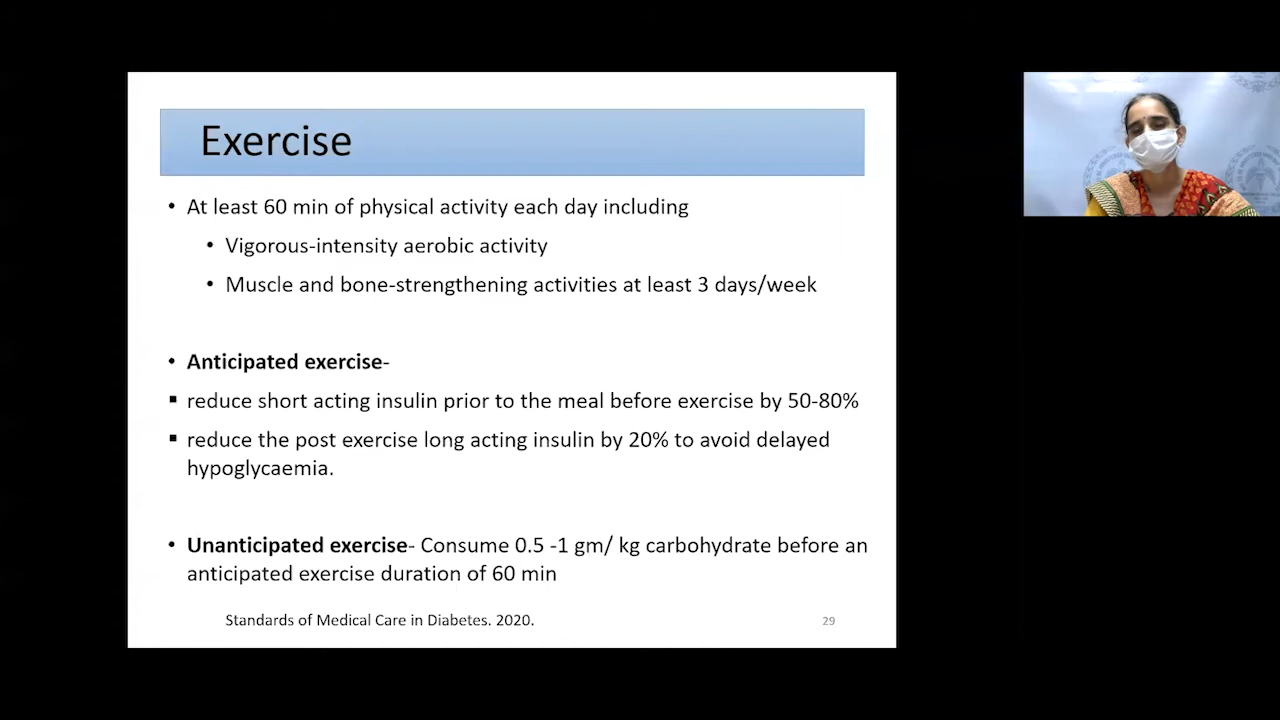 Exercise
• At least 60 min of physical activity each day including
• Vigorous-intensity aerobic activity
• Muscle and bone-strengthening activities at least 3 days/week
• Anticipated exercise-
▪ reduce short acting insulin prior to the meal before exercise by 50-80%
▪ reduce the post exercise long acting insulin by 20% to avoid delayed
hypoglycaemia.
• Unanticipated exercise- Consume 0.5 -1 gm/ kg carbohydrate before an
anticipated exercise duration of 60 min
Standards of Medical Care in Diabetes. 2020.
29